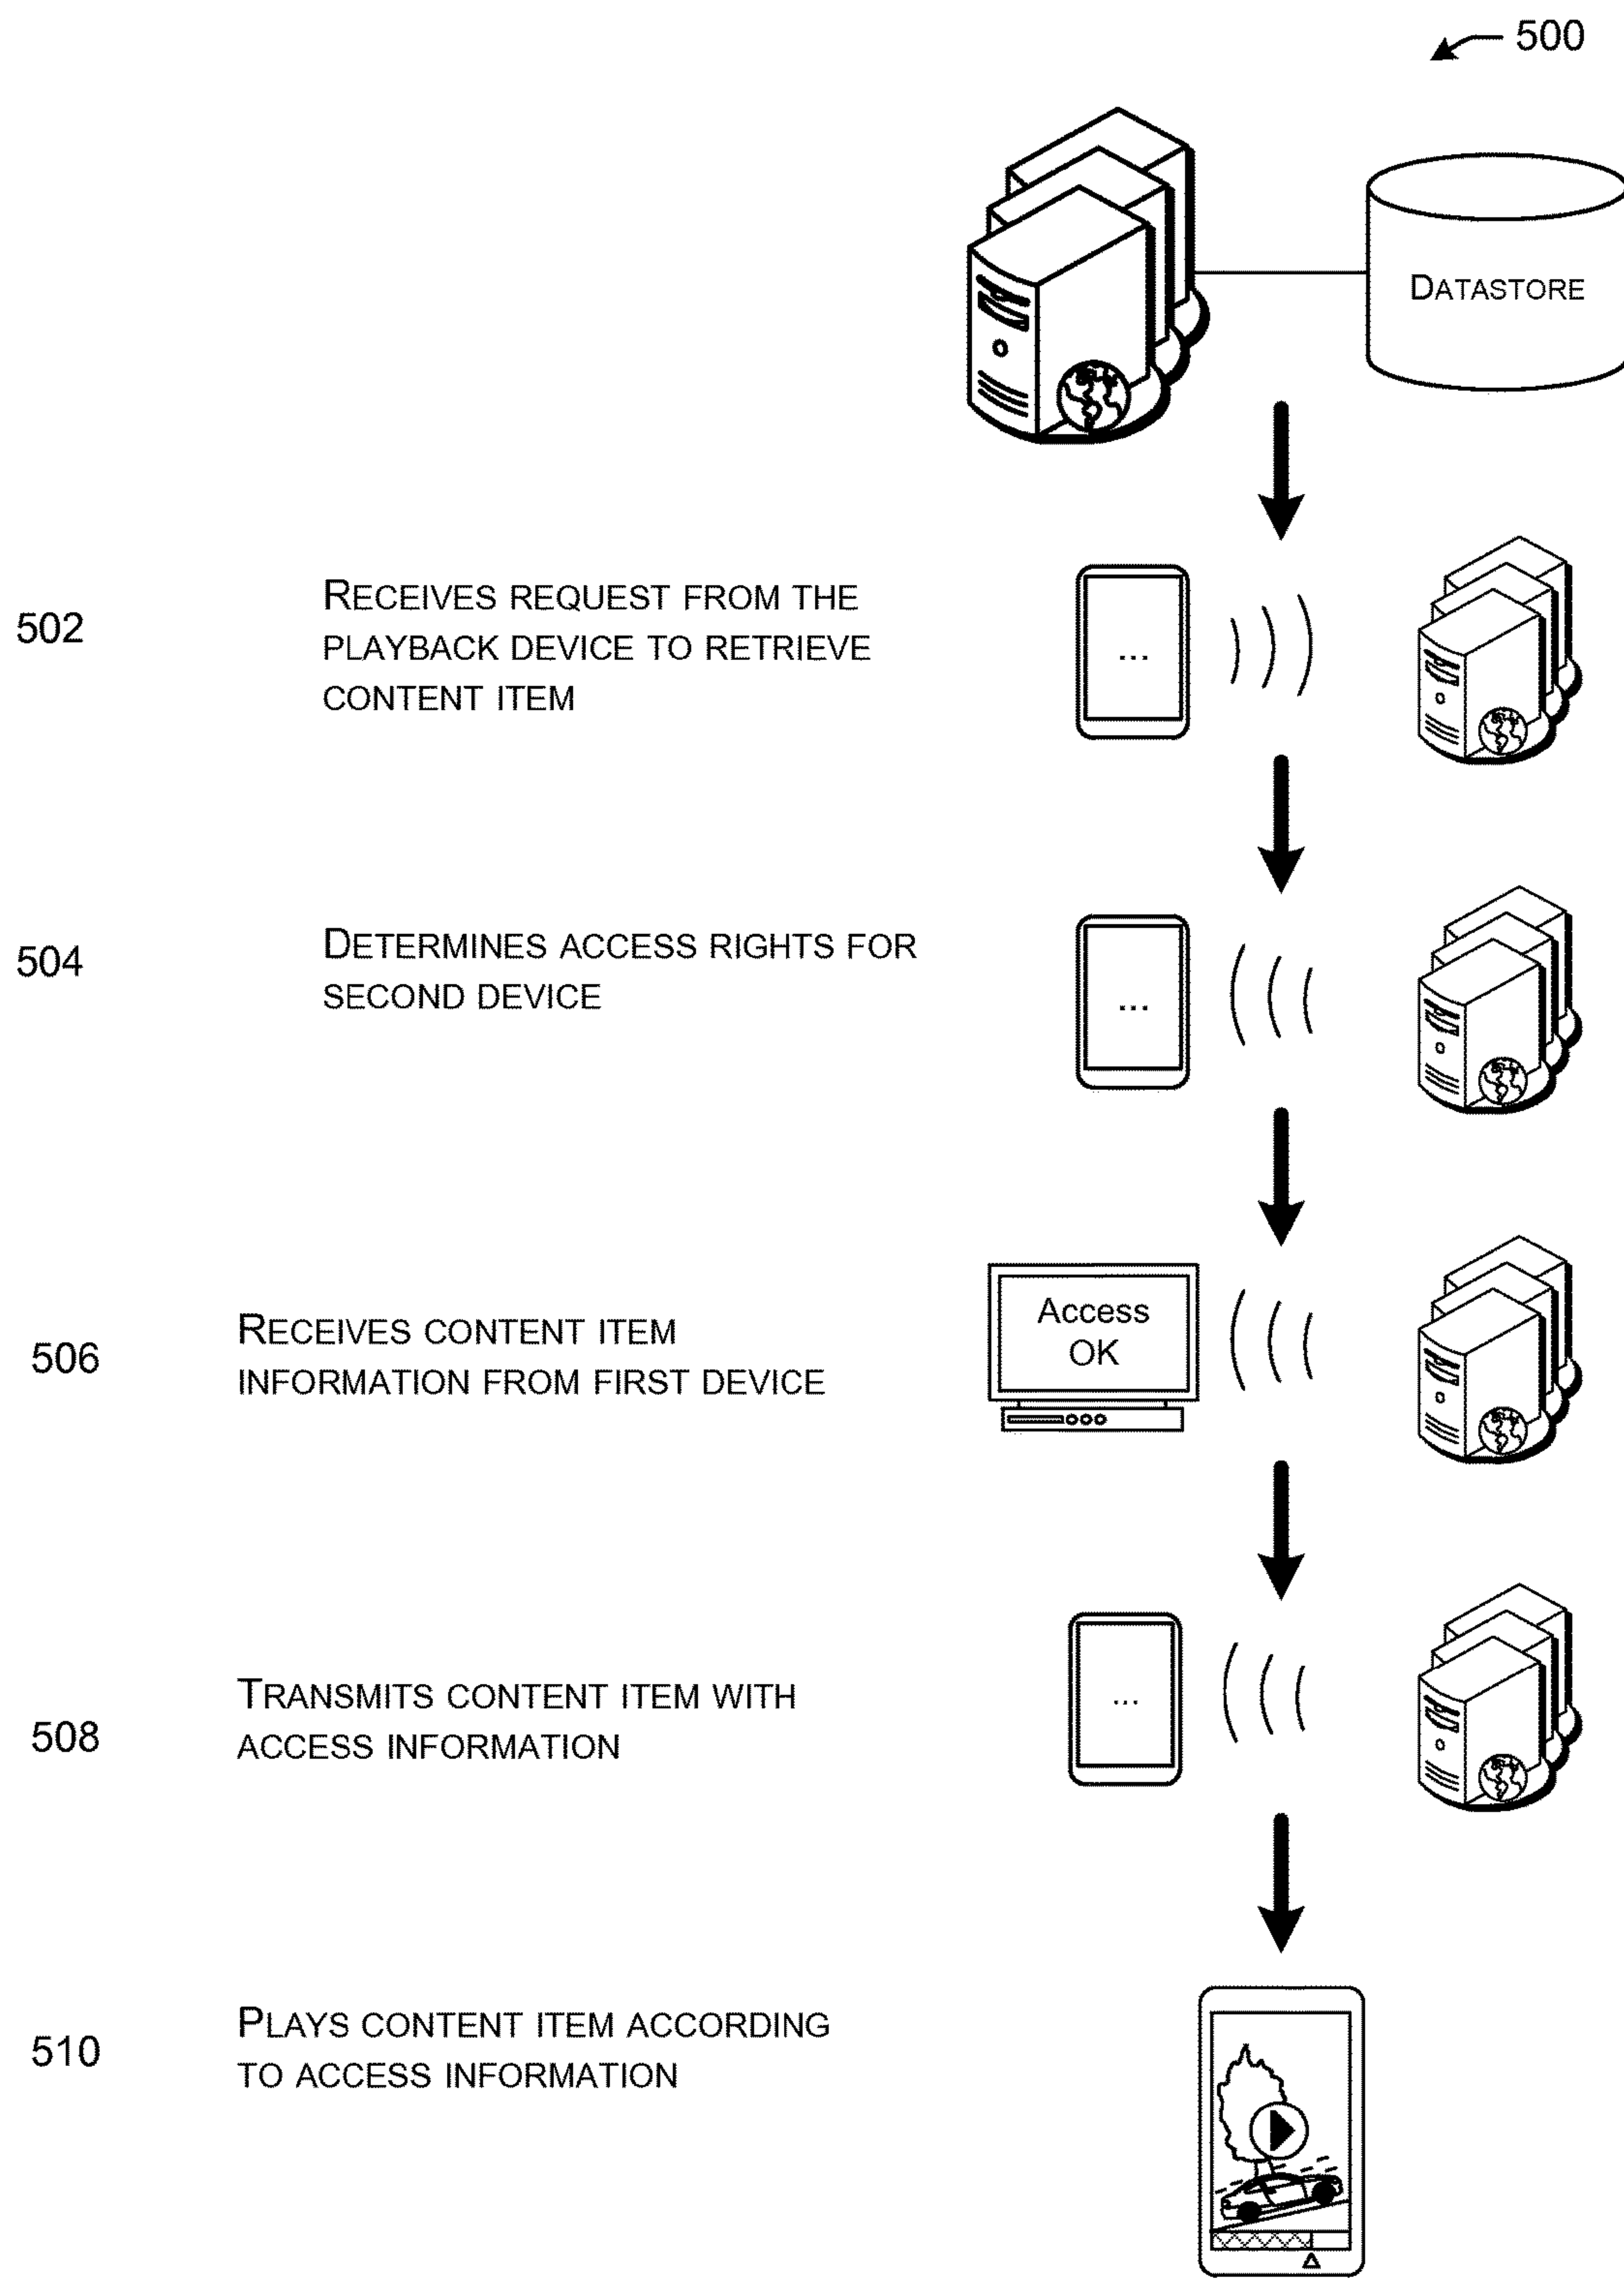 500
DATASTORE
502
RECEIVES REQUEST FROM THE
PLAYBACK DEVICE TO RETRIEVE
CONTENT ITEM
...
504
DETERMINES ACCESS RIGHTS FOR
SECOND DEVICE
...
506
RECEIVES CONTENT ITEM
INFORMATION FROM FIRST DEVICE
Access
OK
508
TRANSMITS CONTENT ITEM WITH
ACCESS INFORMATION
...
510
PLAYS CONTENT ITEM ACCORDING
TO ACCESS INFORMATION